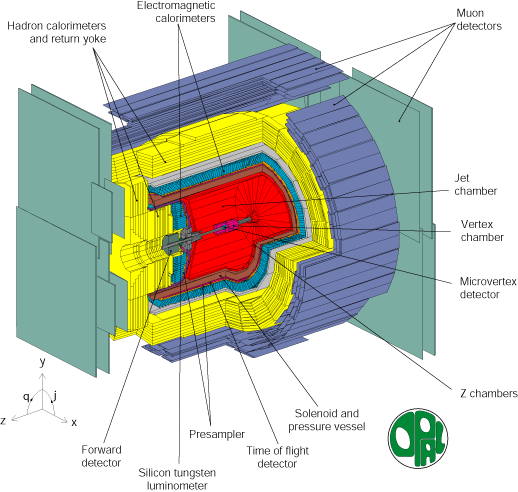 Electromagnetic
calorimeters
Hadron calorimeters
and return yoke
Muon
detectors
Jet
chamber
Vertex
chamber
Microvertex
detector
Z chambers
Solenoid and
pressure vessel
Time of flight
detector
Presampler
Silicon tungsten
luminometer
Forward
detector
y
q
j
z
x
OPAL